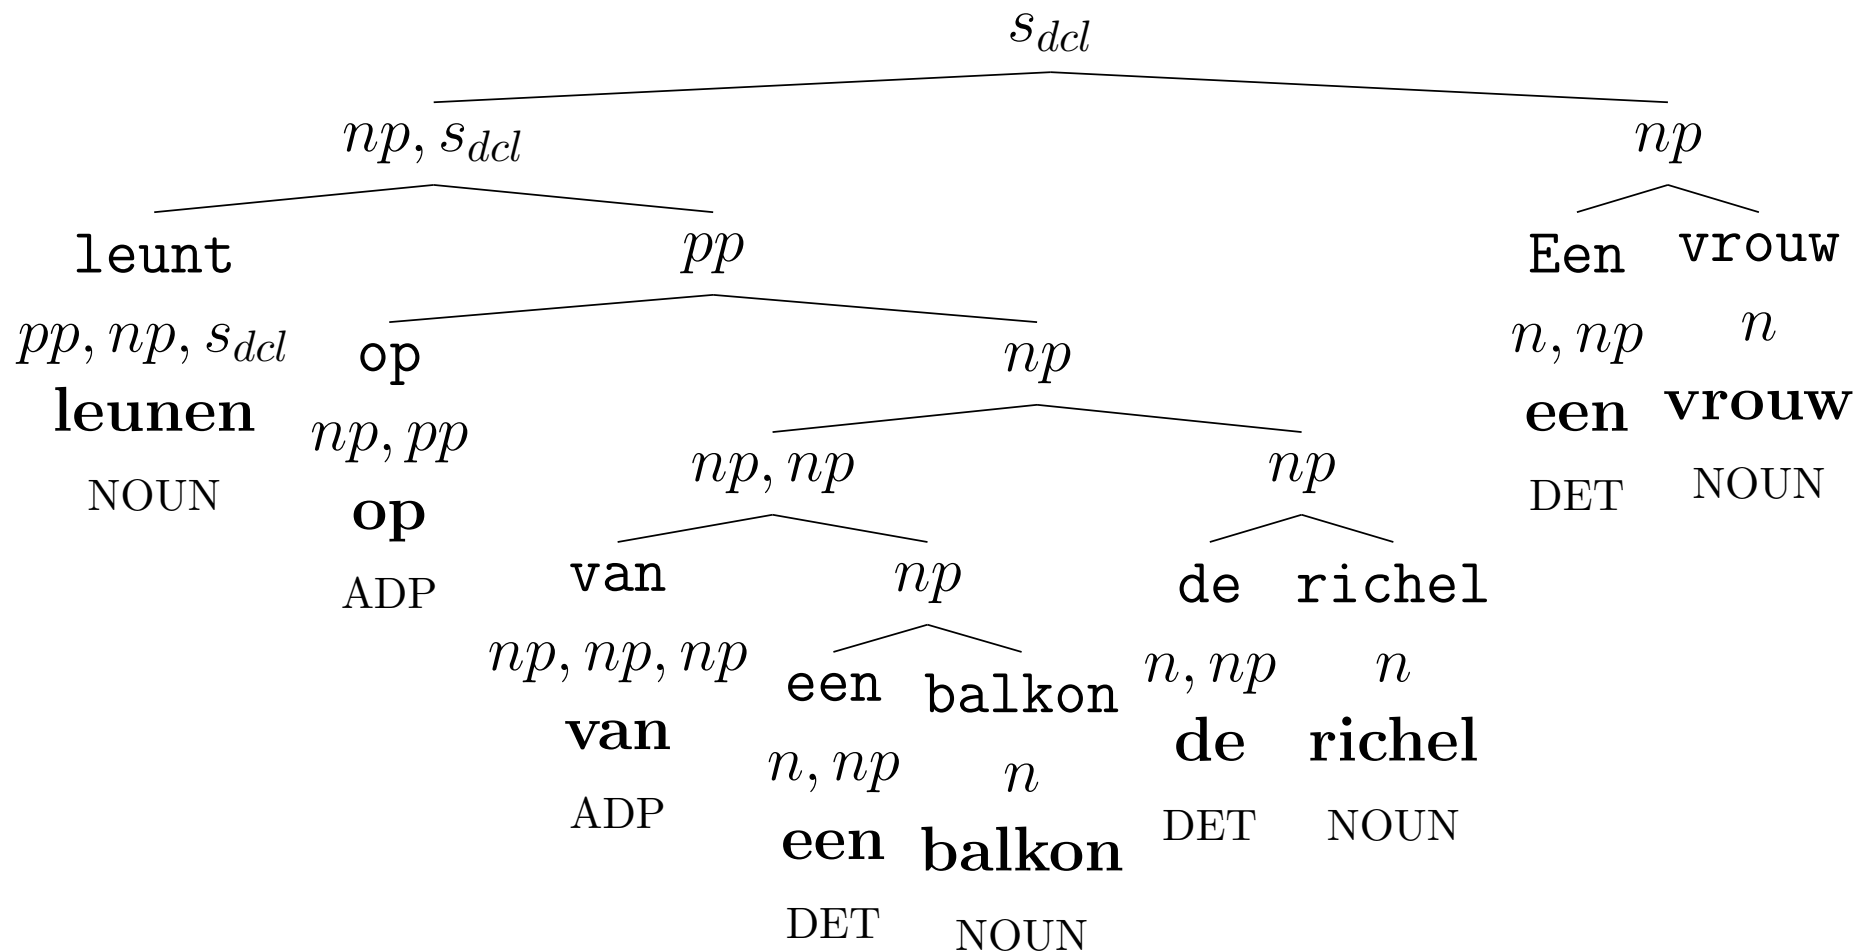 s_dcl
np, s_dcl
np
leunt
pp, np, s_dcl
leunen
NOUN
pp
op
np, pp
op
ADP
np
np, np
van
np, np, np
van
ADP
np
een
n, np
een
DET
balkon
n
balkon
NOUN
np
de
n, np
de
DET
richel
n
richel
NOUN
Een
n, np
een
DET
vrouw
n
vrouw
NOUN